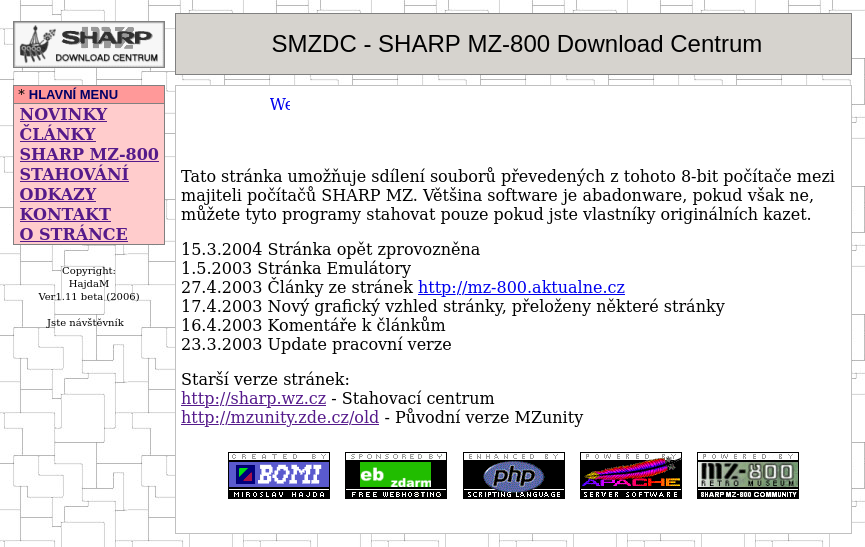 SHARP
DOWNLOAD CENTRUM
SMZDC - SHARP MZ-800 Download Centrum
* HLAVNÍ MENU
NOVINKY
ČLÁNKY
SHARP MZ-800
STAHOVÁNÍ
ODKAZY
KONTAKT
O STRÁNCE
Copyright:
HajdaM
Ver1.11 beta (2006)
Jste návštěvník
Tato stránka umožňuje sdílení souborů převedených z tohoto 8-bit počítače mezi
majiteli počítačů SHARP MZ. Většina software je abadonware, pokud však ne,
můžete tyto programy stahovat pouze pokud jste vlastníky originálních kazet.
15.3.2004 Stránka opět zprovozněna
1.5.2003 Stránka Emulátory
27.4.2003 Články ze stránek http://mz-800.aktualne.cz
17.4.2003 Nový grafický vzhled stránky, přeloženy některé stránky
16.4.2003 Komentáře k článkům
23.3.2003 Update pracovní verze
Starší verze stránek:
http://sharp.wz.cz - Stahovací centrum
http://mzunity.zde.cz/old - Původní verze MZunity
CREATED BY
BOMI
MIROSLAV HAJDA
SPONSORED BY
eb zdarm
FREE WEBHOSTING
ENHANCED BY
php
SCRIPTING LANGUAGE
POWERED BY
APACHE
SERVER SOFTWARE
POWERED BY
MZ-800
RETRO MUSEUM
SHARP MZ-800 COMMUNITY